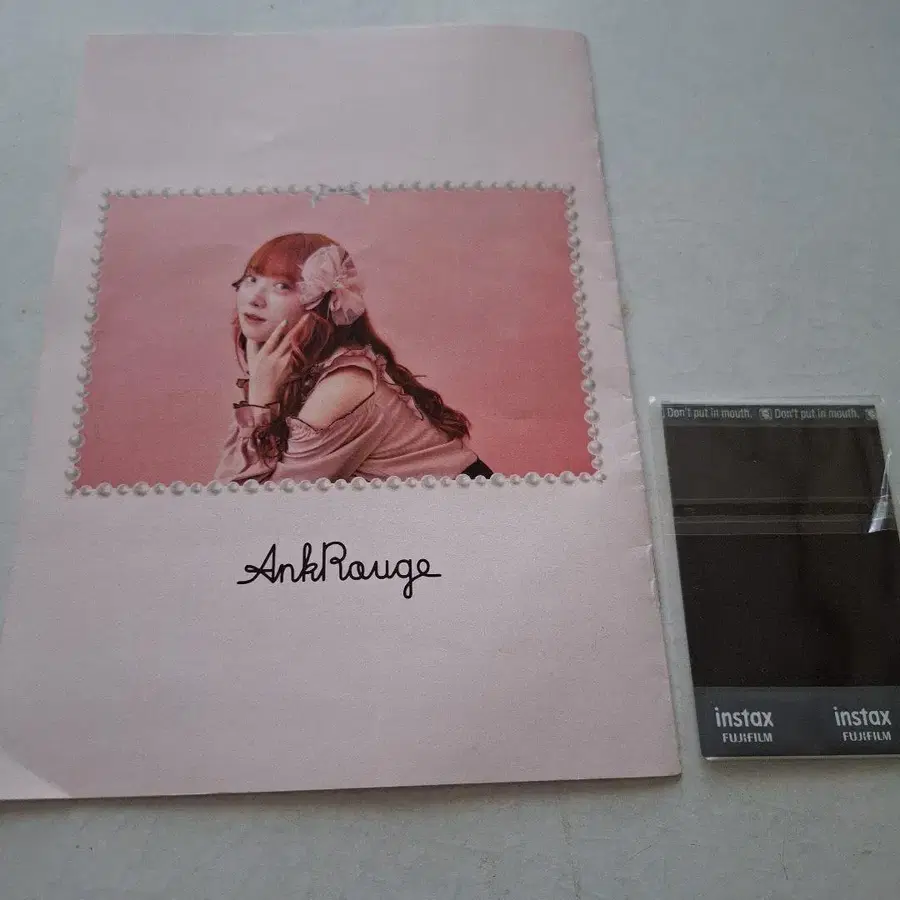 AnkRouge
Don't put in mouth. Don't put in mouth.
instax instax
FUJIFILM FUJIFILM